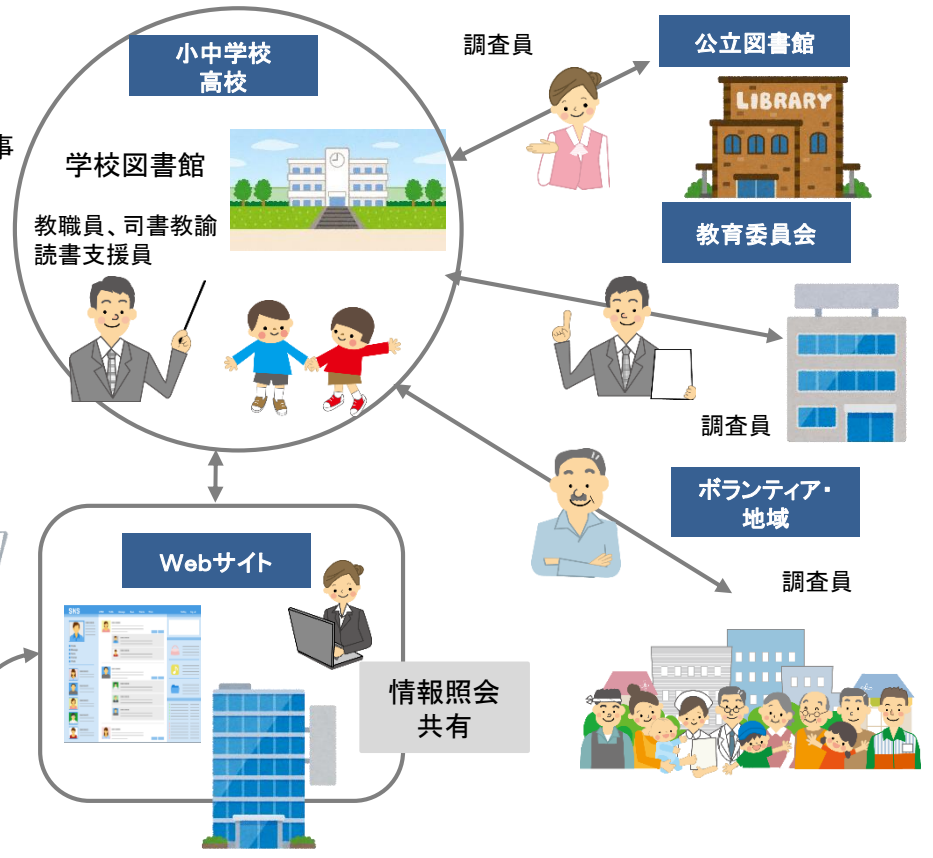 小中学校
高校
事
学校図書館
教職員、司書教諭
読書支援員
調査員
公立図書館
LIBRARY
教育委員会
調査員
ボランティア・
地域
調査員
Webサイト
SNS
情報照会
共有